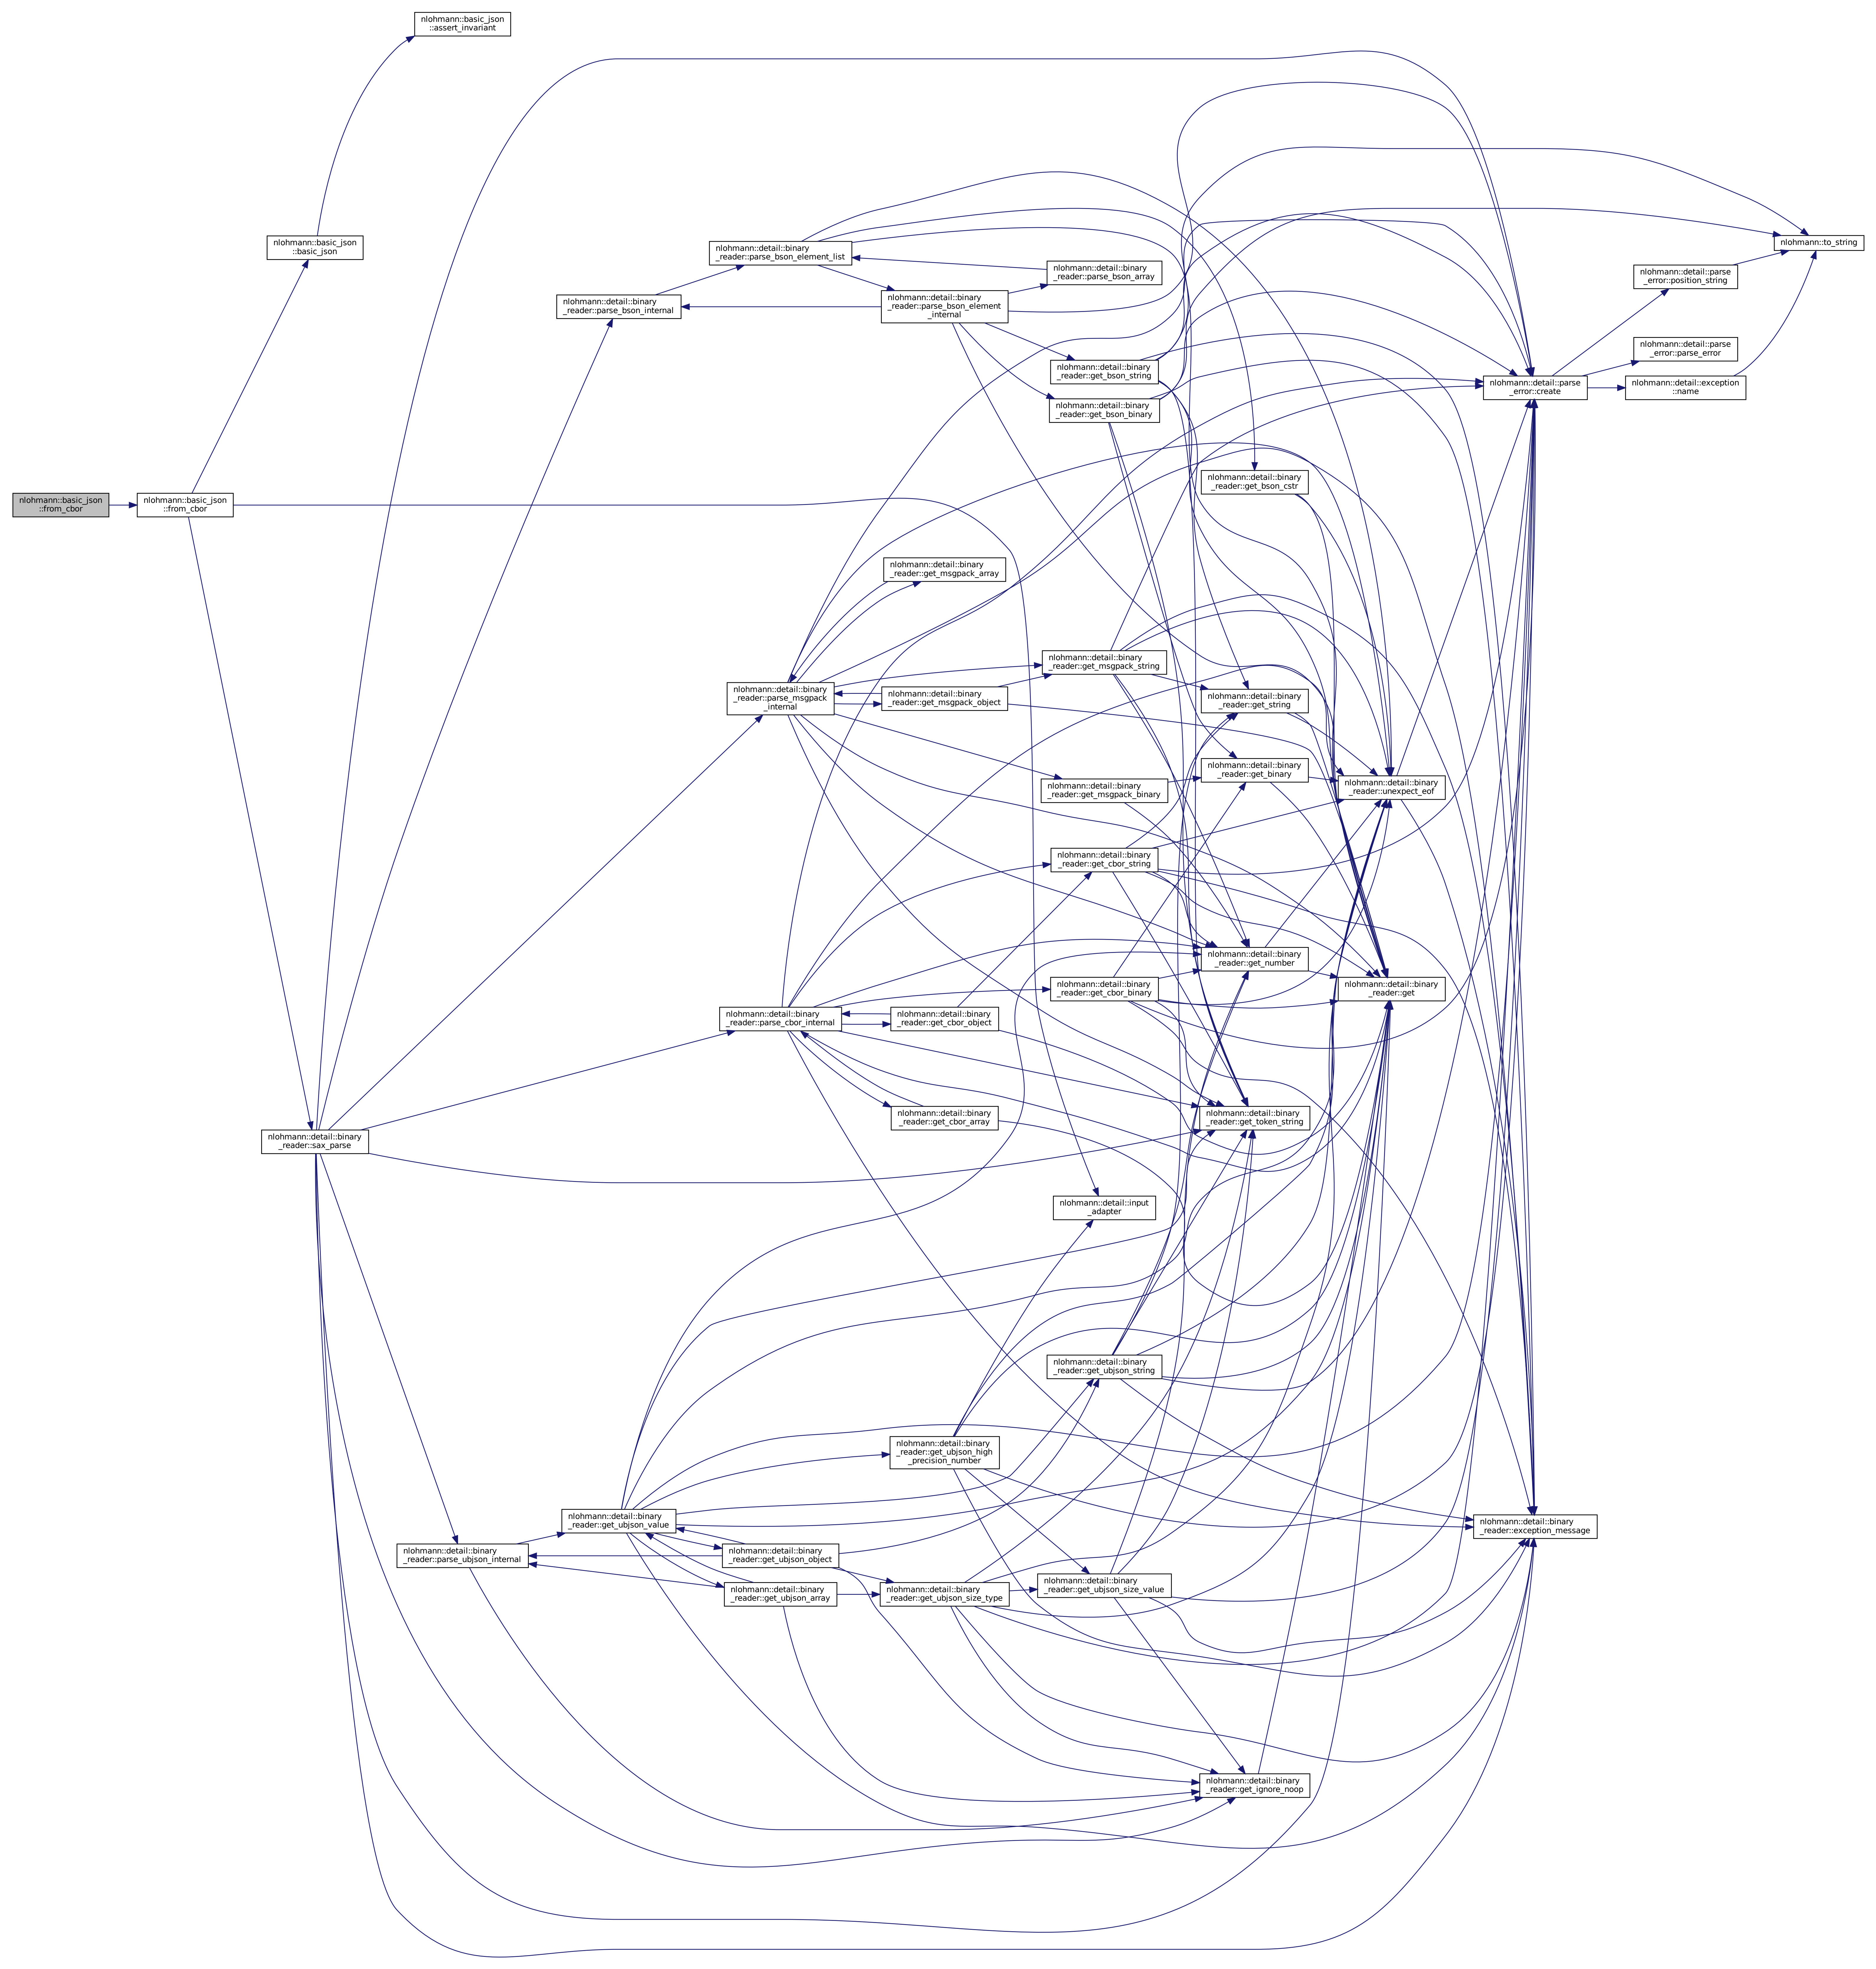 nlohmann::basic_json
::assert_invariant
nlohmann::basic_json
::basic_json
nlohmann::to_string
nlohmann::detail::binary
_reader::parse_bson_element_list
nlohmann::detail::binary
_reader::parse_bson_array
nlohmann::detail::parse
_error::position_string
nlohmann::detail::binary
_reader::parse_bson_internal
nlohmann::detail::binary
_reader::parse_bson_element
_internal
nlohmann::detail::parse
_error::parse_error
nlohmann::detail::binary
_reader::get_bson_string
nlohmann::detail::parse
_error::create
nlohmann::detail::exception
::name
nlohmann::detail::binary
_reader::get_bson_binary
nlohmann::detail::binary
_reader::get_bson_cstr
nlohmann::basic_json
::from_cbor
nlohmann::basic_json
::from_cbor
nlohmann::detail::binary
_reader::get_msgpack_array
nlohmann::detail::binary
_reader::get_msgpack_string
nlohmann::detail::binary
_reader::parse_msgpack
_internal
nlohmann::detail::binary
_reader::get_msgpack_object
nlohmann::detail::binary
_reader::get_string
nlohmann::detail::binary
_reader::get_binary
nlohmann::detail::binary
_reader::get_msgpack_binary
nlohmann::detail::binary
_reader::unexpect_eof
nlohmann::detail::binary
_reader::get_cbor_string
nlohmann::detail::binary
_reader::get_number
nlohmann::detail::binary
_reader::get_cbor_binary
nlohmann::detail::binary
_reader::get
nlohmann::detail::binary
_reader::parse_cbor_internal
nlohmann::detail::binary
_reader::get_cbor_object
nlohmann::detail::binary
_reader::get_cbor_array
nlohmann::detail::binary
_reader::get_token_string
nlohmann::detail::binary
_reader::sax_parse
nlohmann::detail::input
_adapter
nlohmann::detail::binary
_reader::get_ubjson_string
nlohmann::detail::binary
_reader::get_ubjson_high
_precision_number
nlohmann::detail::binary
_reader::get_ubjson_value
nlohmann::detail::binary
_reader::exception_message
nlohmann::detail::binary
_reader::parse_ubjson_internal
nlohmann::detail::binary
_reader::get_ubjson_object
nlohmann::detail::binary
_reader::get_ubjson_array
nlohmann::detail::binary
_reader::get_ubjson_size_type
nlohmann::detail::binary
_reader::get_ubjson_size_value
nlohmann::detail::binary
_reader::get_ignore_noop